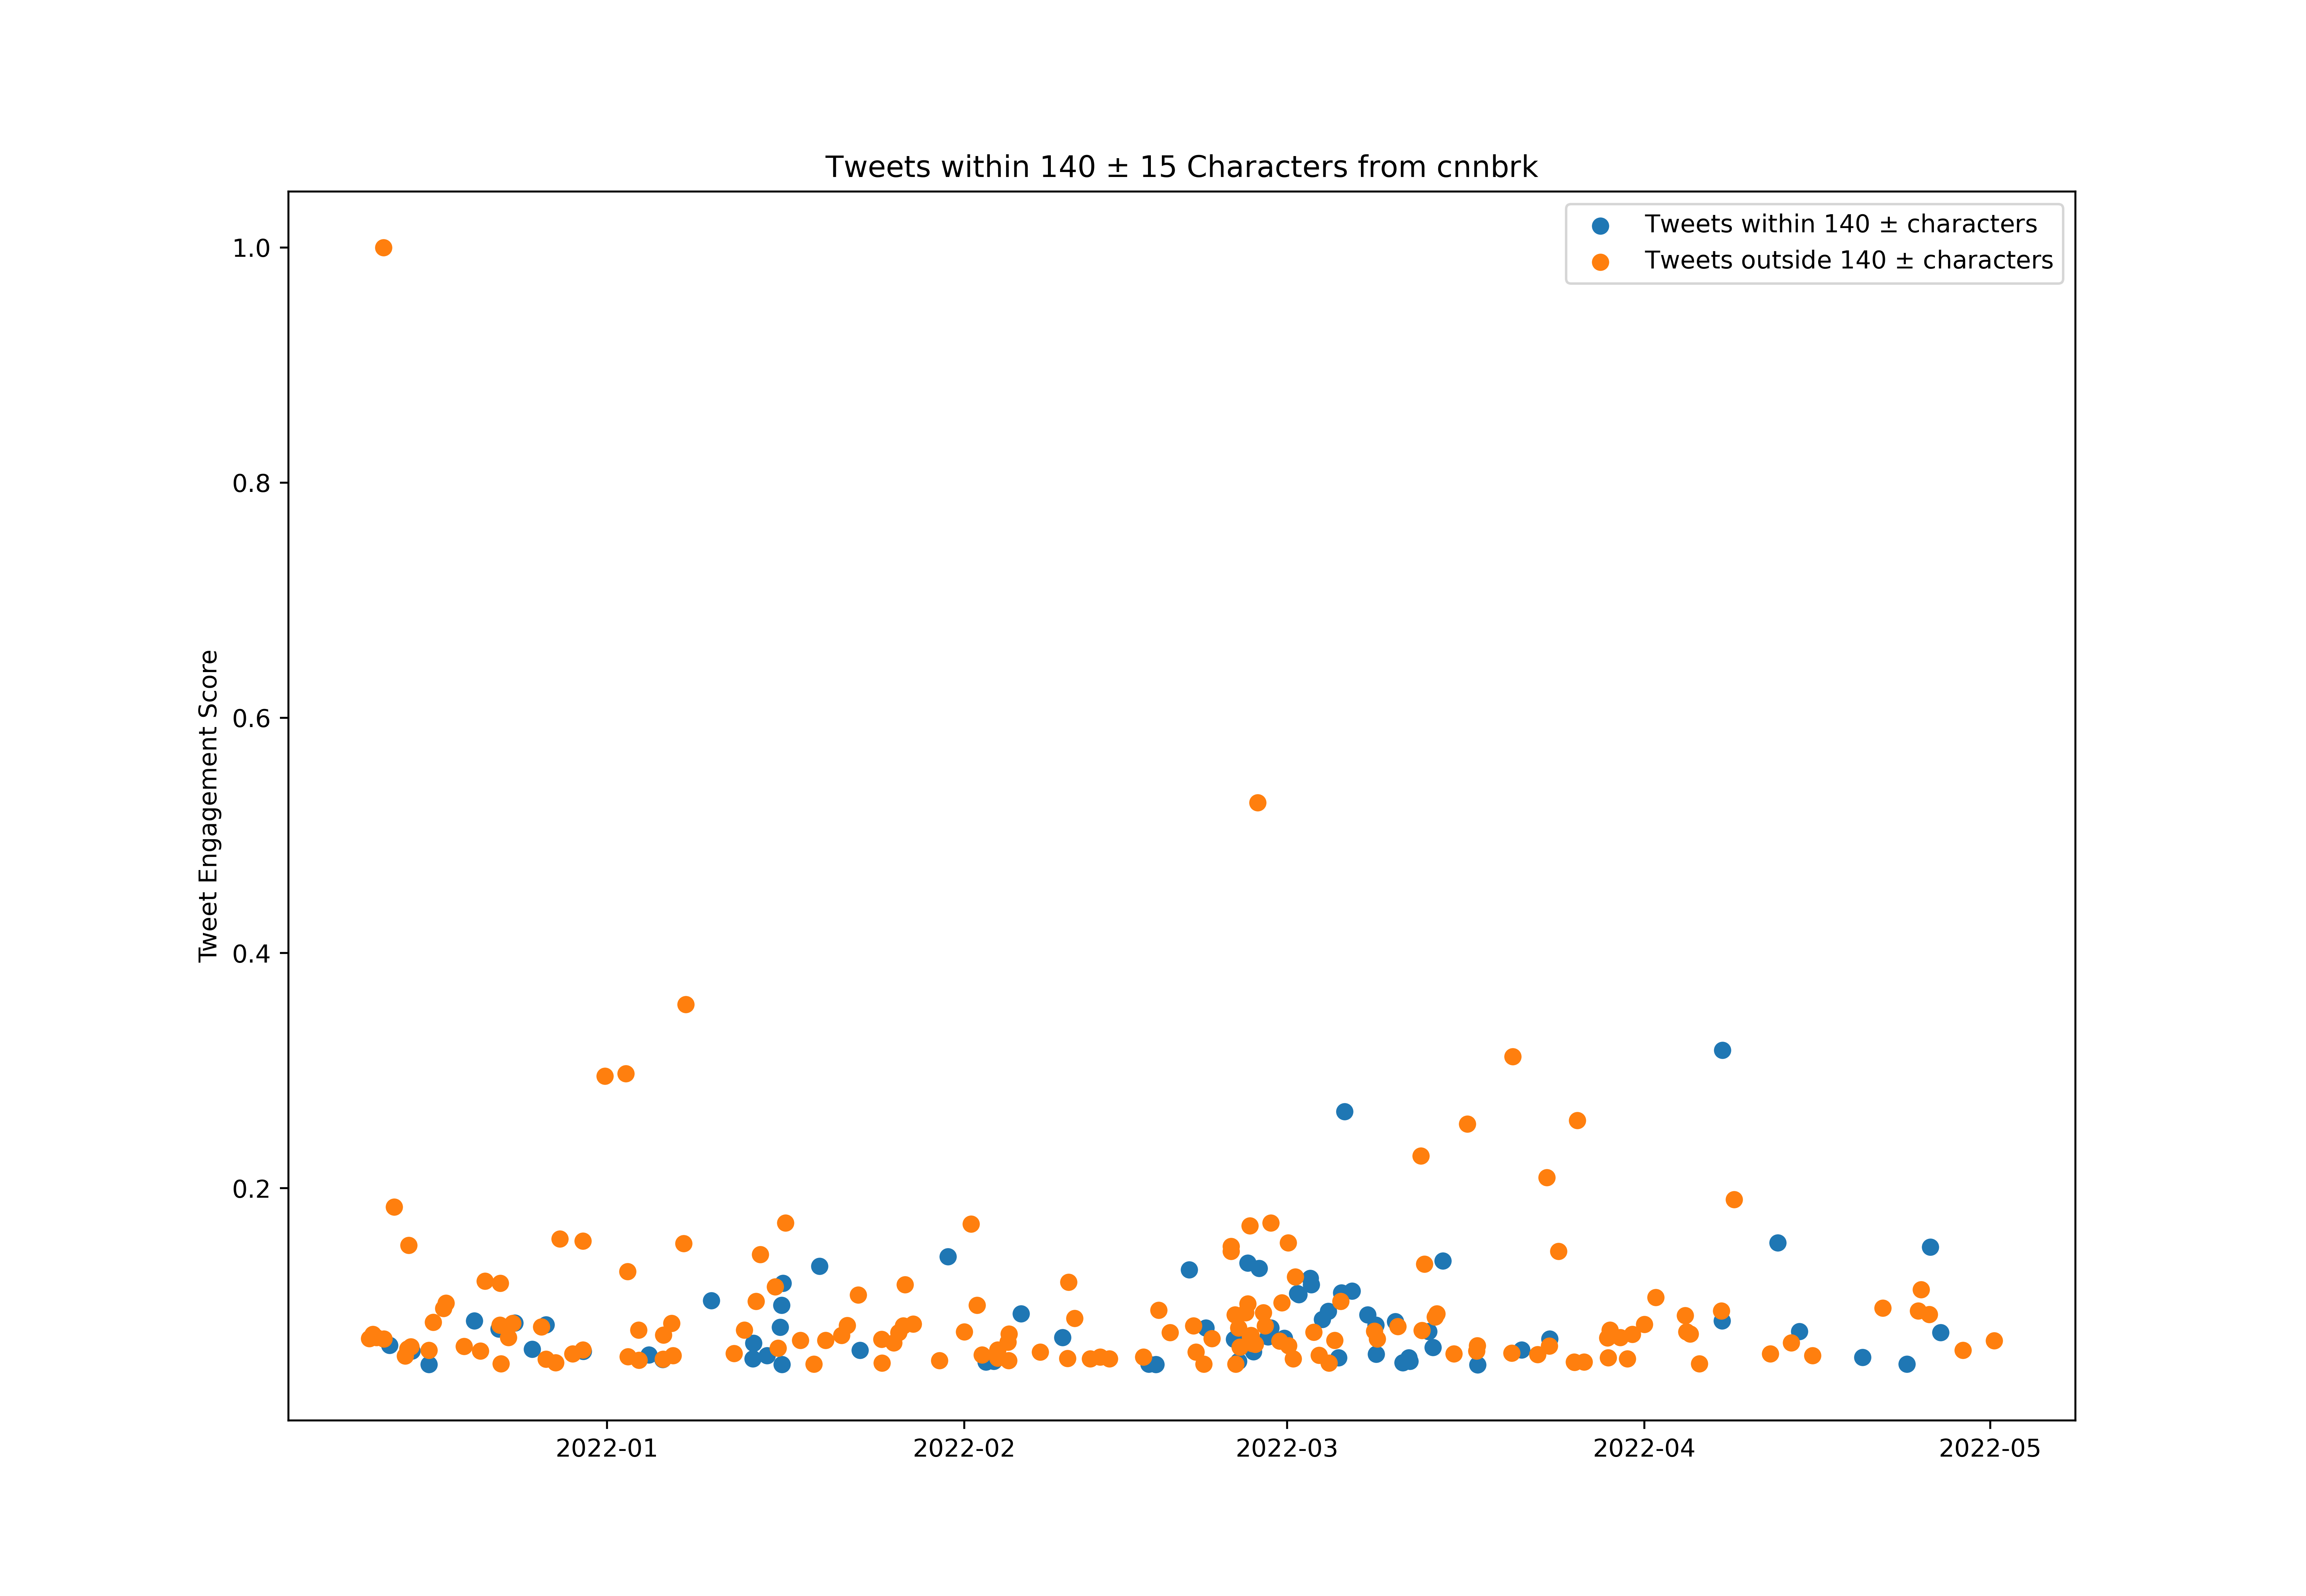 Tweets within 140 ± 15 Characters from cnnbrk
Tweets within 140 ± characters
Tweets outside 140 ± characters
Tweet Engagement Score
1.0
0.8
0.6
0.4
0.2
2022-01
2022-02
2022-03
2022-04
2022-05